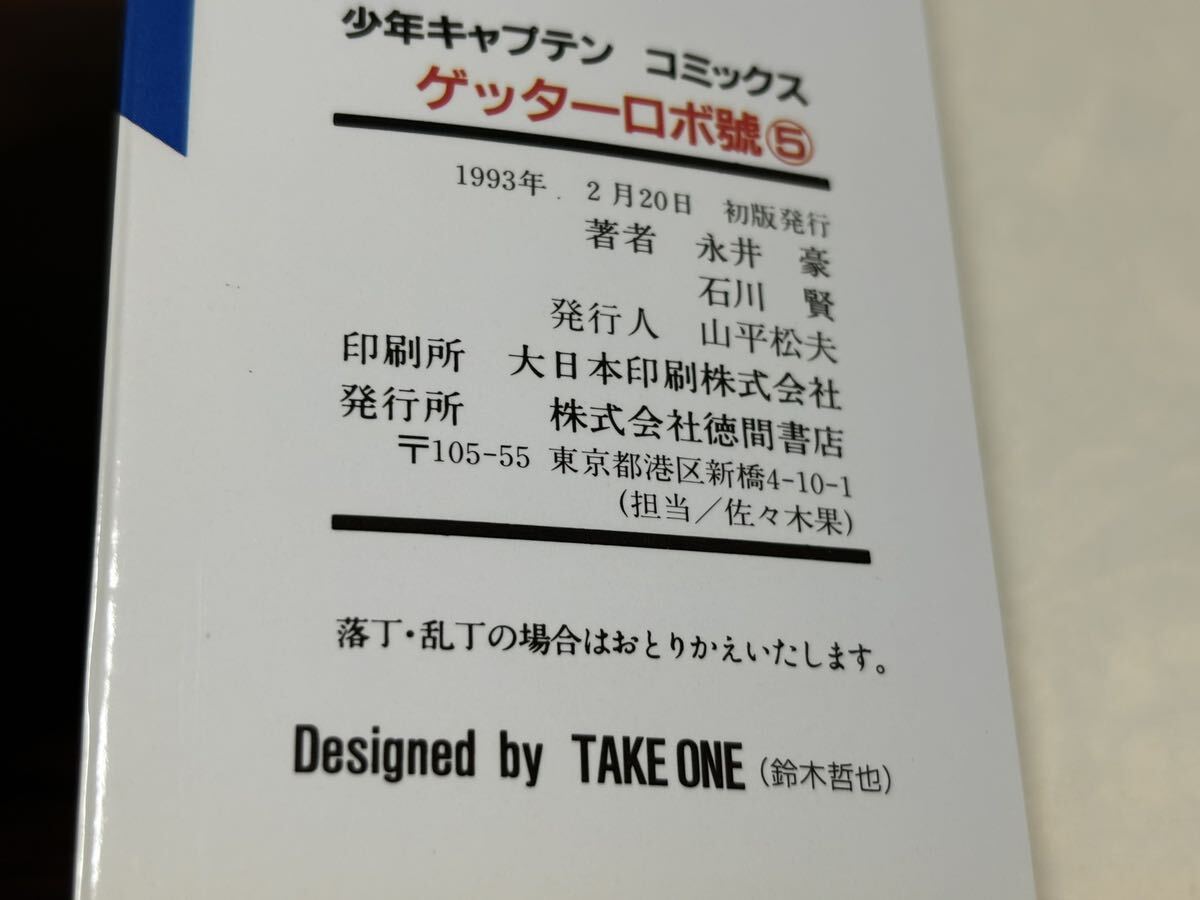 少年キャプテン コミックス
ゲッターロボ號⑤
1993年 2月20日 初版発行
著者 永井 豪
石川 賢
発行人 山平松夫
印刷所 大日本印刷株式会社
発行所 株式会社徳間書店
〒105-55 東京都港区新橋4-10-1
(担当／佐々木果)
落丁・乱丁の場合はおとりかえいたします。
Designed by TAKE ONE (鈴木哲也)